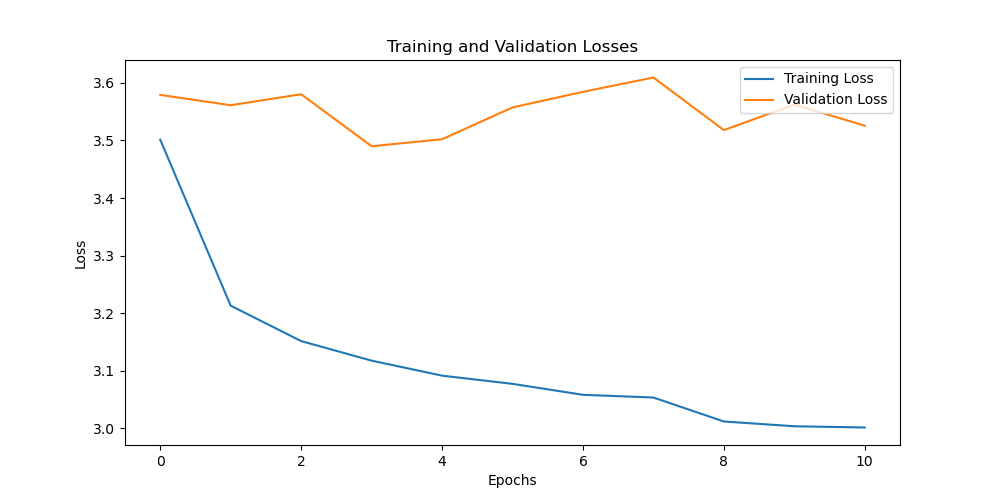 Training and Validation Losses
Training Loss
Validation Loss
3.6
3.5
3.4
3.3
3.2
3.1
3.0
Loss
0
2
4
6
8
10
Epochs